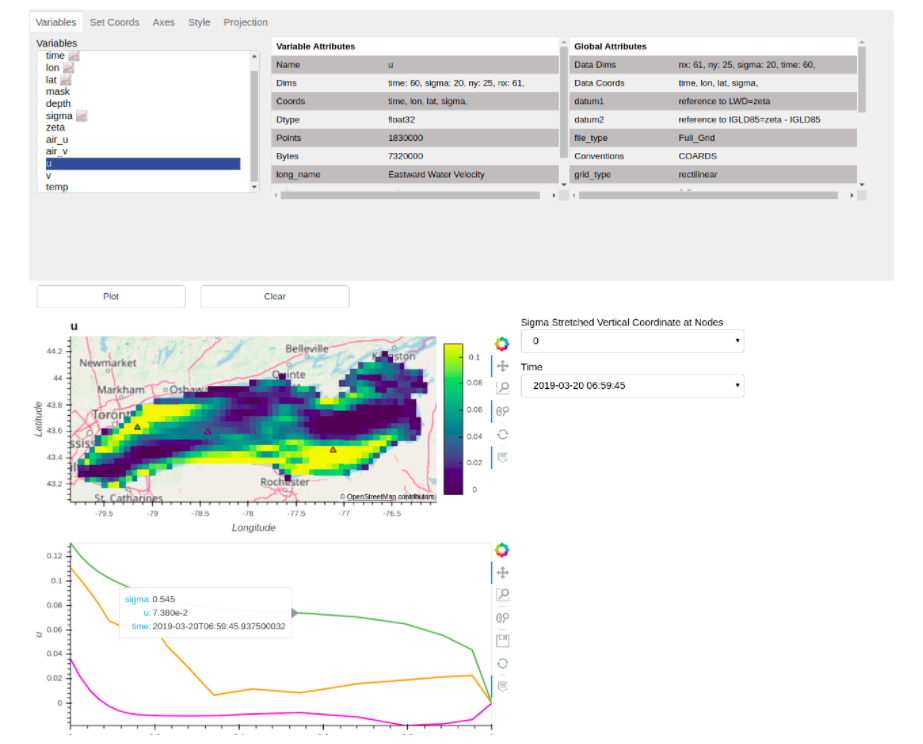 Variables Set Coords Axes Style Projection
Variables
time
lon
lat
mask
depth
sigma
zeta
air_u
air_v
u
v
temp
Variable Attributes
Name u
Dims time: 60, sigma: 20, ny: 25, nx: 61,
Coords time, lon, lat, sigma,
Dtype float32
Points 1830000
Bytes 7320000
long_name Eastward Water Velocity
Global Attributes
Data Dims nx: 61, ny: 25, sigma: 20, time: 60,
Data Coords time, lon, lat, sigma,
datum1 reference to LWD=zeta
datum2 reference to IGLD85=zeta - IGLD85
file_type Full_Grid
Conventions COARDS
grid_type rectilinear
Plot Clear
u
Sigma Stretched Vertical Coordinate at Nodes
0
Time
2019-03-20 06:59:45
Latitude
44.2
44
43.8
43.6
43.4
43.2
Newmarket
Belleville
Markham
Rochester
St. Catharines
© OpenStreetMap contributors
-79.5 -79 -78.5 -78 -77.5 -77 -76.5
Longitude
0.1
0.08
0.06
0.04
0.02
0
u
0.12
0.1
0.08
0.06
0.04
0.02
0
sigma: 0.545
u: 7.380e-2
time: 2019-03-20T06:59:45.937500032